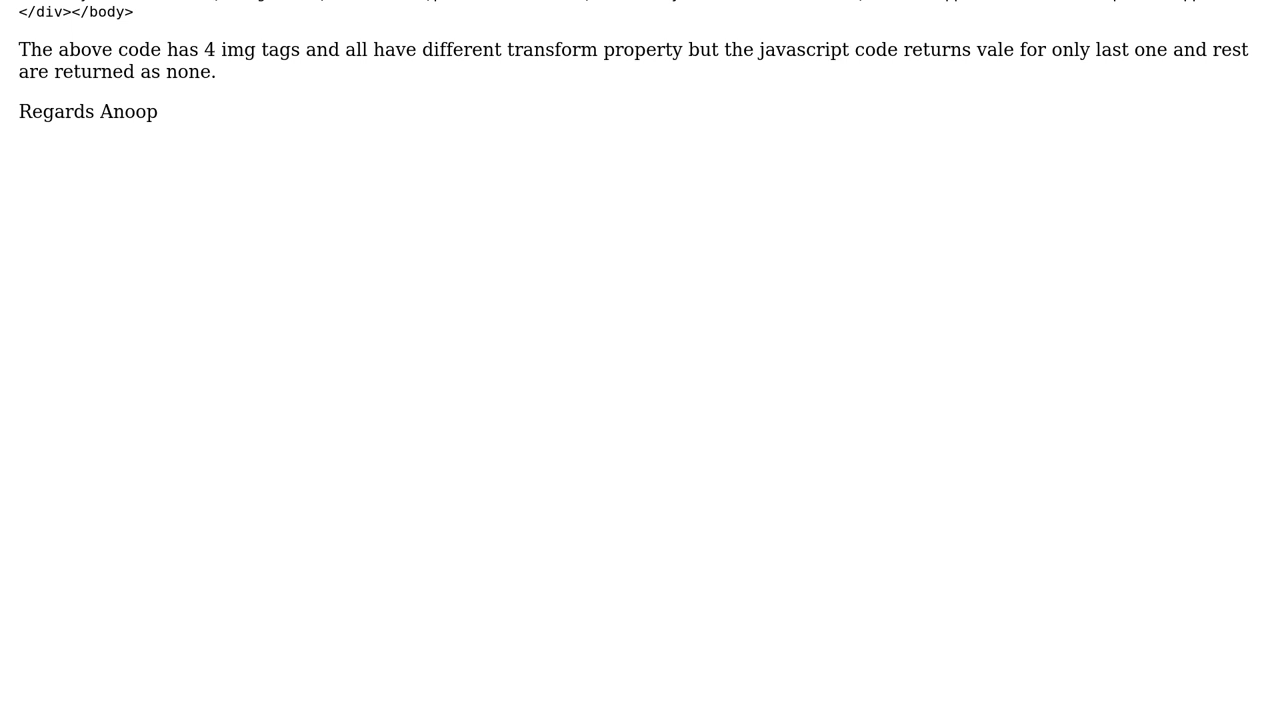 </div></body>
The above code has 4 img tags and all have different transform property but the javascript code returns vale for only last one and rest
are returned as none.
Regards Anoop